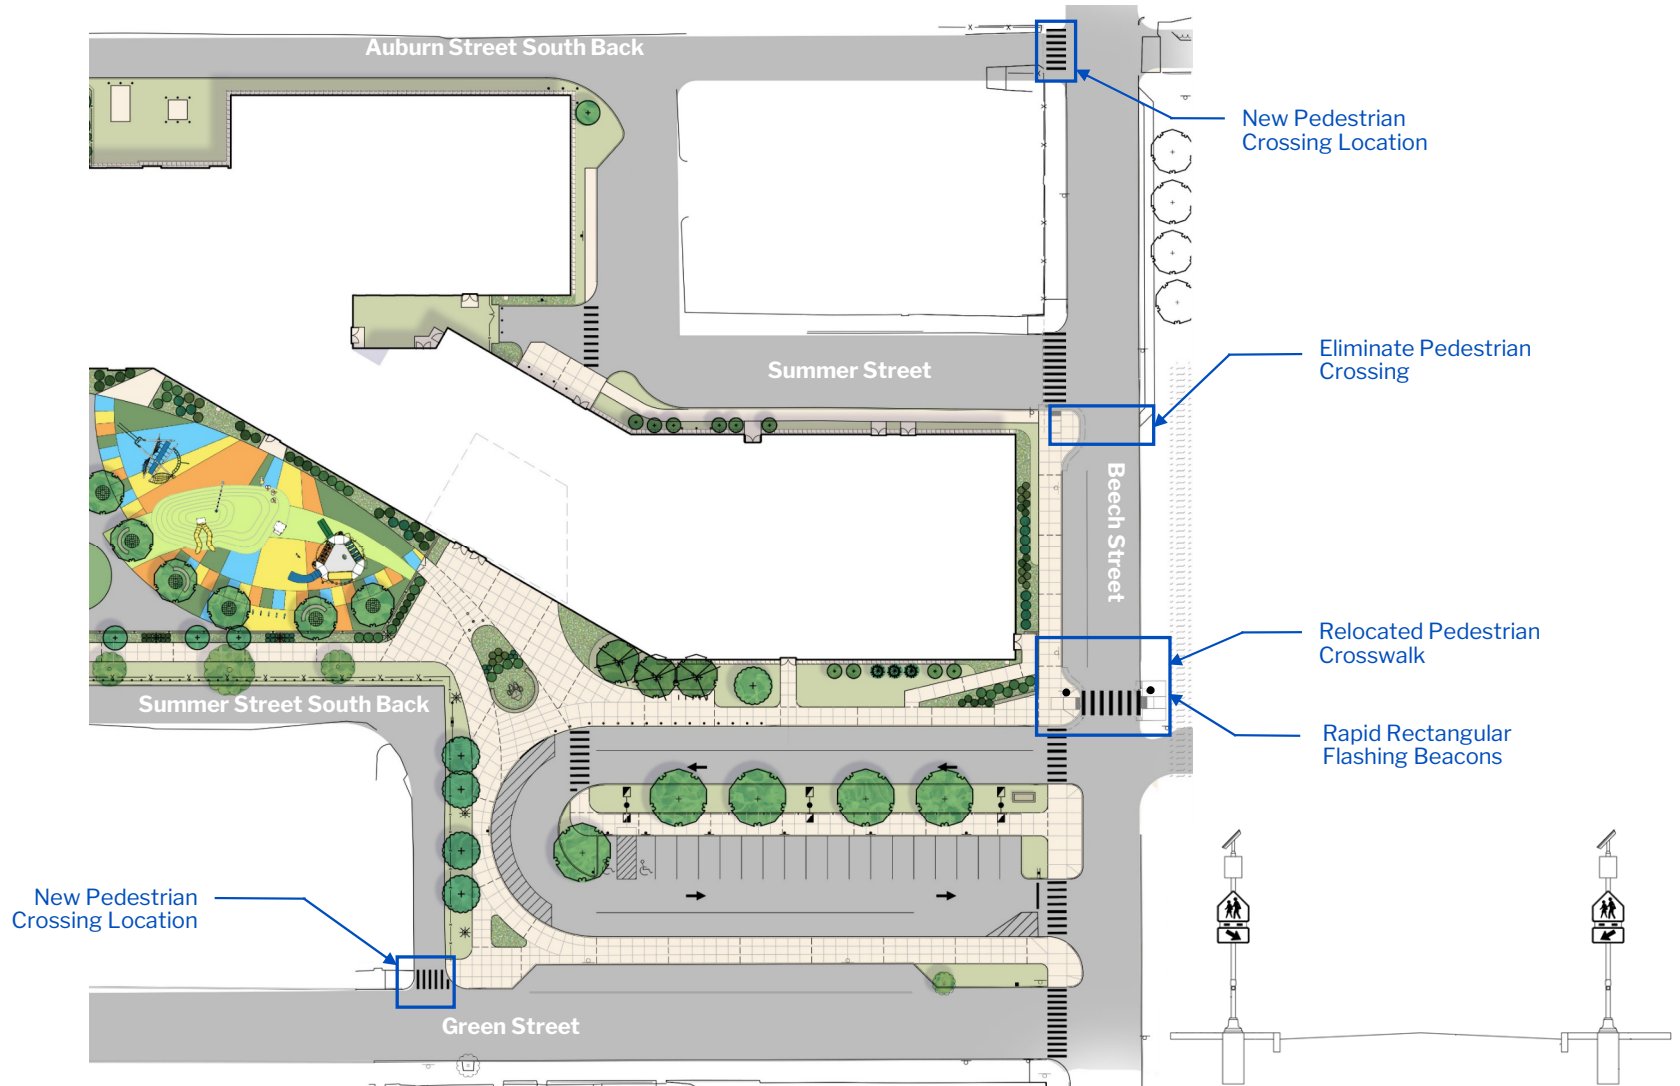 Auburn Street South Back
New Pedestrian
Crossing Location
Eliminate Pedestrian
Crossing
Summer Street
Beech Street
Relocated Pedestrian
Crosswalk
Summer Street South Back
Rapid Rectangular
Flashing Beacons
New Pedestrian
Crossing Location
Green Street